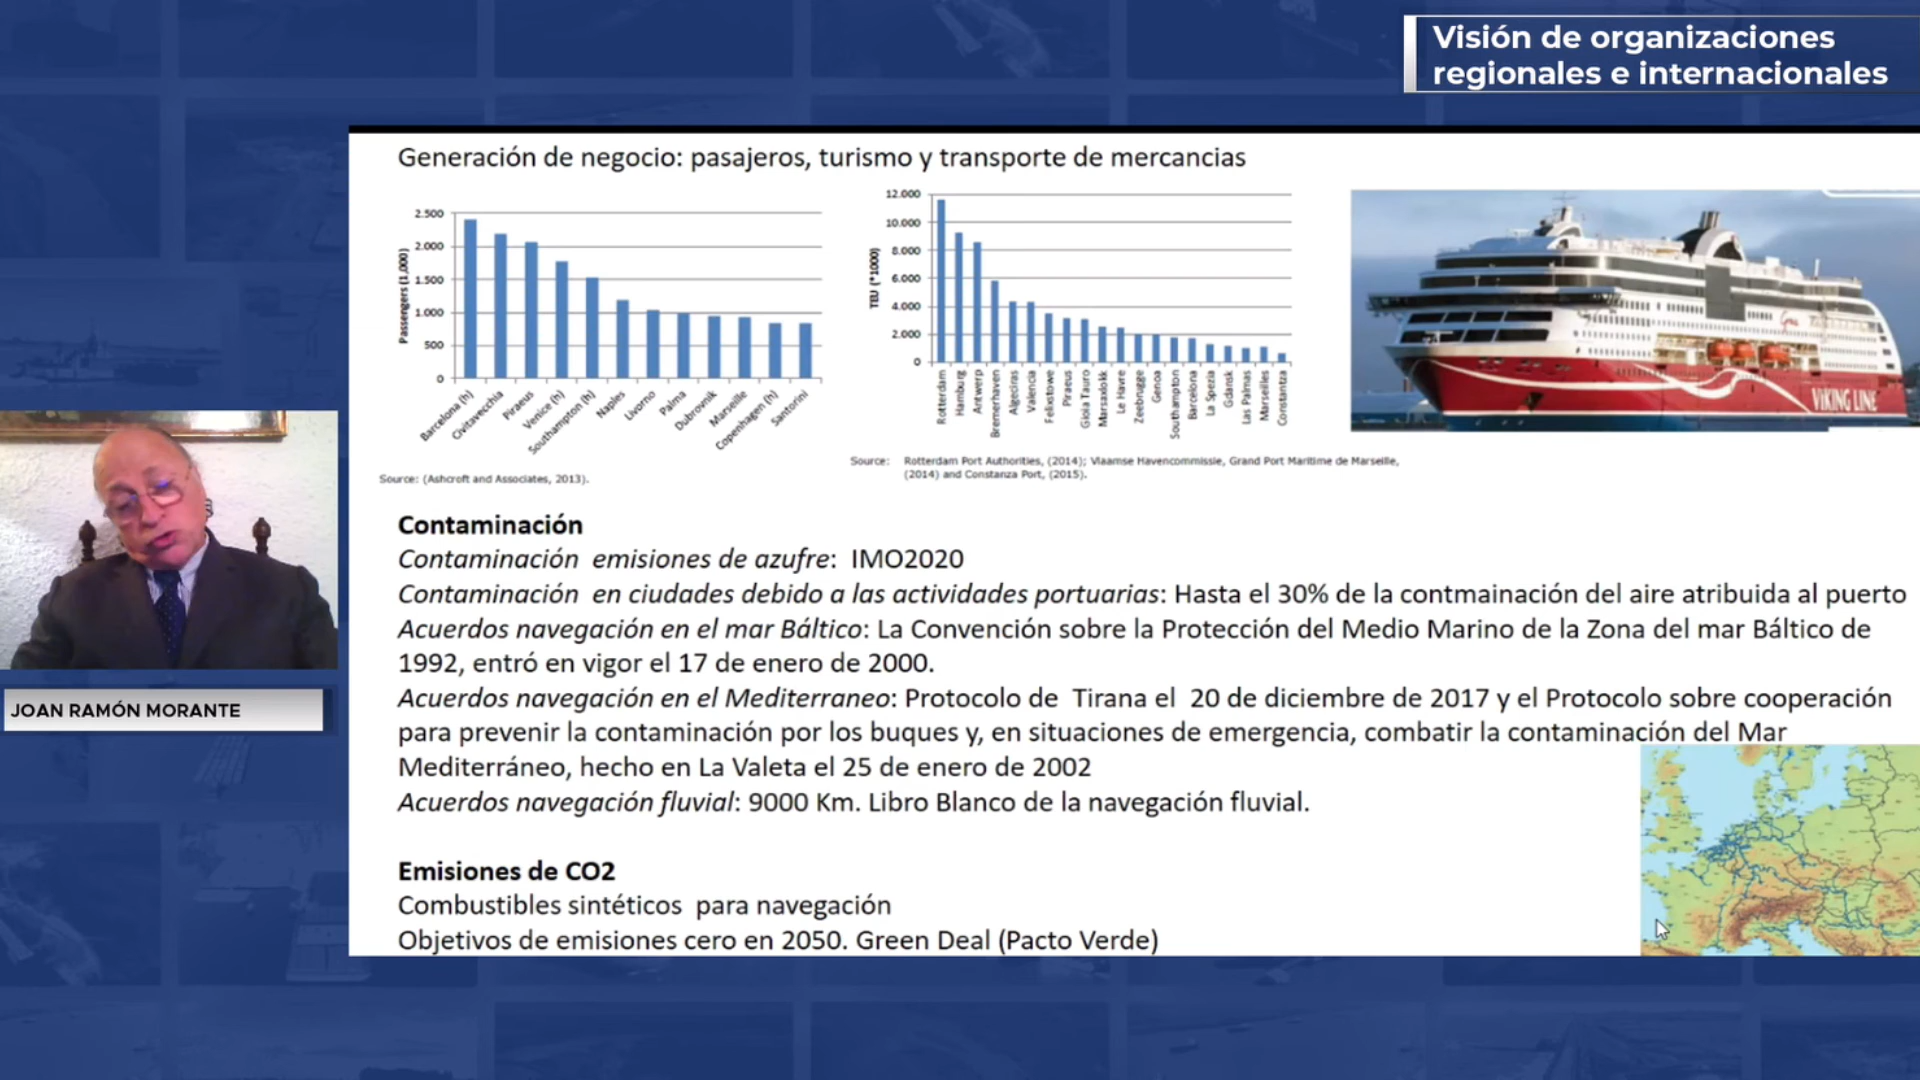 Visión de organizaciones
regionales e internacionales
Generación de negocio: pasajeros, turismo y transporte de mercancias
Passengers (1,000)
2.500
2.000
1.500
1.000
500
0
Barcelona (h)
Civitavecchia
Piraeus
Venice (h)
Southampton (h)
Naples
Livorno
Palma
Dubrovnik
Marseille
Copenhagen (h)
Santorini
Source: (Ashcroft and Associates, 2013).
TEU (*1000)
12.000
10.000
8.000
6.000
4.000
2.000
0
Rotterdam
Hamburg
Antwerp
Bremerhaven
Algeciras
Valencia
Felixstowe
Piraeus
Gioia Tauro
Marsaxlokk
Le Havre
Zeebrugge
Genoa
Southampton
Barcelona
La Spezia
Gdansk
Las Palmas
Marseilles
Constantza
Source: Rotterdam Port Authorities, (2014); Vlaamse Havencommissie, Grand Port Maritime de Marseille,
(2014) and Constanza Port, (2015).
VIKING LINE
Contaminación
Contaminación emisiones de azufre: IMO2020
Contaminación en ciudades debido a las actividades portuarias: Hasta el 30% de la contmainación del aire atribuida al puerto
Acuerdos navegación en el mar Báltico: La Convención sobre la Protección del Medio Marino de la Zona del mar Báltico de
1992, entró en vigor el 17 de enero de 2000.
Acuerdos navegación en el Mediterraneo: Protocolo de Tirana el 20 de diciembre de 2017 y el Protocolo sobre cooperación
para prevenir la contaminación por los buques y, en situaciones de emergencia, combatir la contaminación del Mar
Mediterráneo, hecho en La Valeta el 25 de enero de 2002
Acuerdos navegación fluvial: 9000 Km. Libro Blanco de la navegación fluvial.
Emisiones de CO2
Combustibles sintéticos para navegación
Objetivos de emisiones cero en 2050. Green Deal (Pacto Verde)
JOAN RAMÓN MORANTE